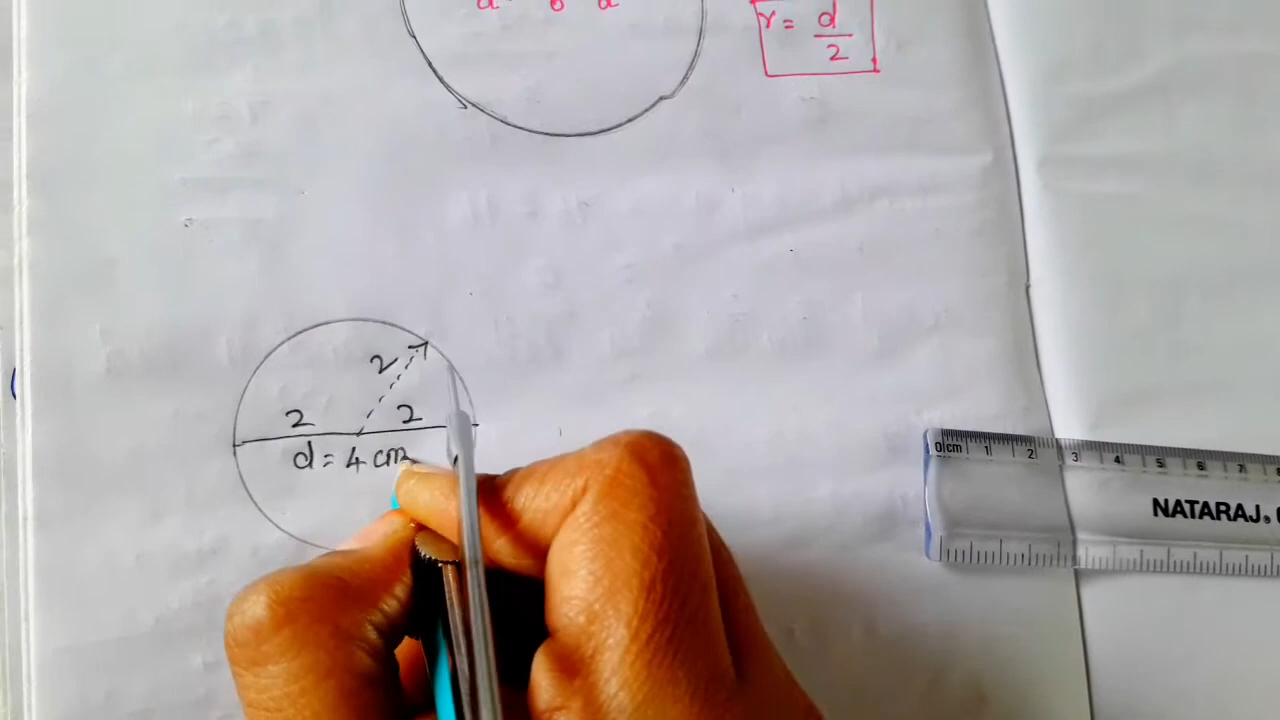 r = d/2
2
2 2
d = 4 cm
0 cm 1 2 3 4 5 6 7
NATARAJ®